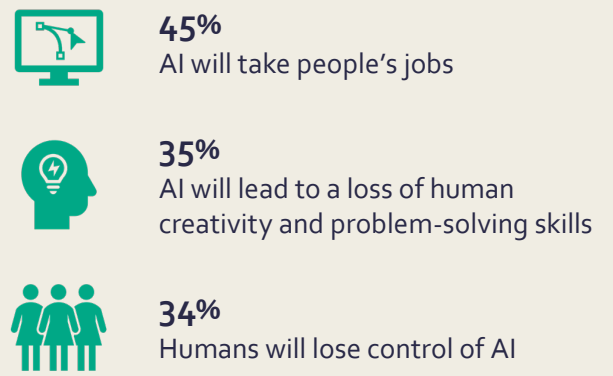 45%
AI will take people’s jobs
35%
AI will lead to a loss of human
creativity and problem-solving skills
34%
Humans will lose control of AI